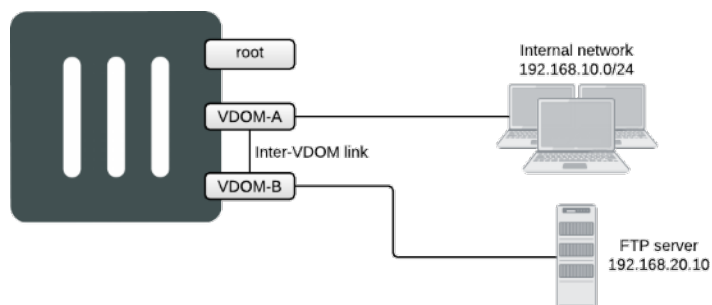 root
VDOM-A
Inter-VDOM link
VDOM-B
Internal network
192.168.10.0/24
FTP server
192.168.20.10